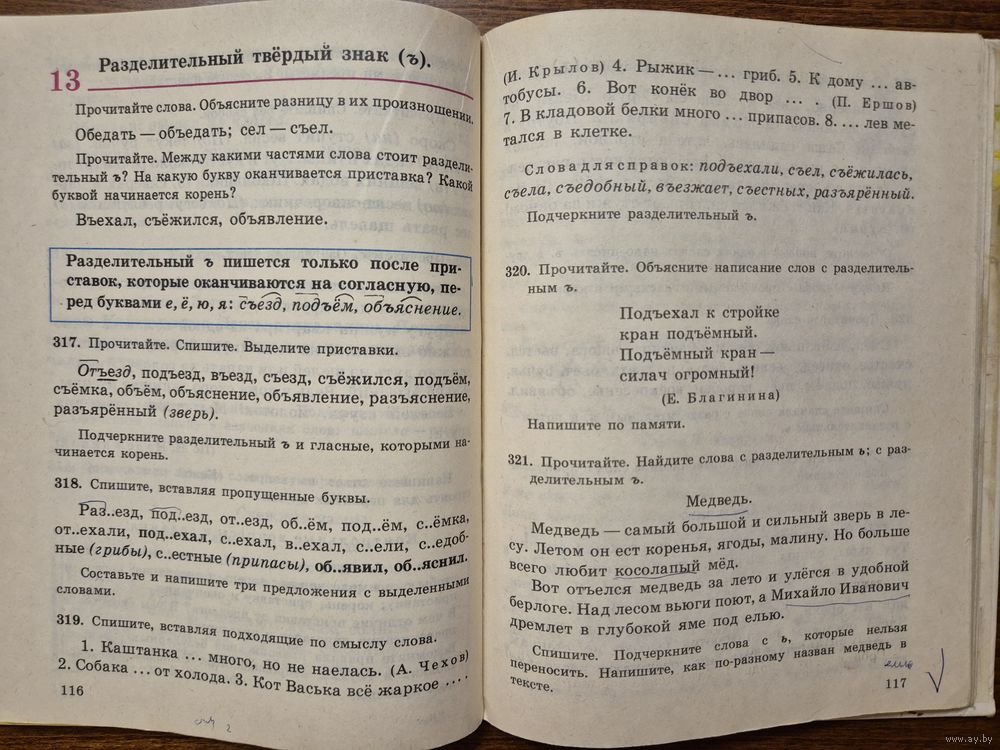 13
Разделительный твёрдый знак (ъ).
Прочитайте слова. Объясните разницу в их произношении.
Обедать — объедать; сел — съел.
Прочитайте. Между какими частями слова стоит раздели-
тельный ъ? На какую букву оканчивается приставка? Какой
буквой начинается корень?
Въехал, съёжился, объявление.
Разделительный ъ пишется только после при-
ставок, которые оканчиваются на согласную, пе-
ред буквами е, ё, ю, я: съезд, подъём, объяснение.
317. Прочитайте. Спишите. Выделите приставки.
Отъезд, подъезд, въезд, съезд, съёжился, подъём,
съёмка, объём, объяснение, объявление, разъяснение,
разъярённый (зверь).
Подчеркните разделительный ъ и гласные, которыми на-
чинается корень.
318. Спишите, вставляя пропущенные буквы.
Раз..езд, под..езд, от..езд, об..ём, под..ём, с..ёмка,
от..ехали, под..ехал, с..ехал, в..ехал, с..ели, с..едоб-
ные (грибы), с..естные (припасы), об..явил, об..яснил.
Составьте и напишите три предложения с выделенными
словами.
319. Спишите, вставляя подходящие по смыслу слова.
1. Каштанка ... много, но не наелась. (А. Чехов)
2. Собака ... от холода. 3. Кот Васька всё жаркое ....
116
(И. Крылов) 4. Рыжик — ... гриб. 5. К дому ... ав-
тобусы. 6. Вот конёк во двор ... . (П. Ершов)
7. В кладовой белки много ... припасов. 8. ... лев ме-
тался в клетке.
Слова для справок: подъехали, съел, съёжилась,
съела, съедобный, въезжает, съестных, разъярённый.
Подчеркните разделительный ъ.
320. Прочитайте. Объясните написание слов с разделитель-
ным ъ.
Подъехал к стройке
кран подъёмный.
Подъёмный кран —
силач огромный!
(Е. Благинина)
Напишите по памяти.
321. Прочитайте. Найдите слова с разделительным ь; с раз-
делительным ъ.
Медведь.
Медведь — самый большой и сильный зверь в ле-
су. Летом он ест коренья, ягоды, малину. Но больше
всего любит косолапый мёд.
Вот отъелся медведь за лето и улёгся в удобной
берлоге. Над лесом вьюги поют, а Михайло Иванович
дремлет в глубокой яме под елью.
Спишите. Подчеркните слова с ь, которые нельзя
переносить. Напишите, как по-разному назван медведь в
тексте.
117
www.ay.by